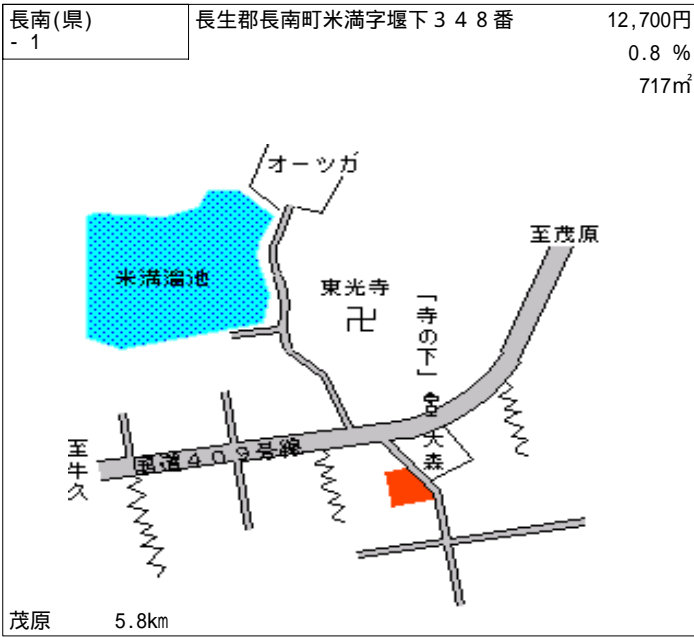 長南(県)
- 1
長生郡長南町米満字堰下348番
12,700円
0.8 %
717㎡
オーツカ
至茂原
米満溜池
東光寺
「寺の下」
大森
至牛久
国道409号線
茂原 5.8km